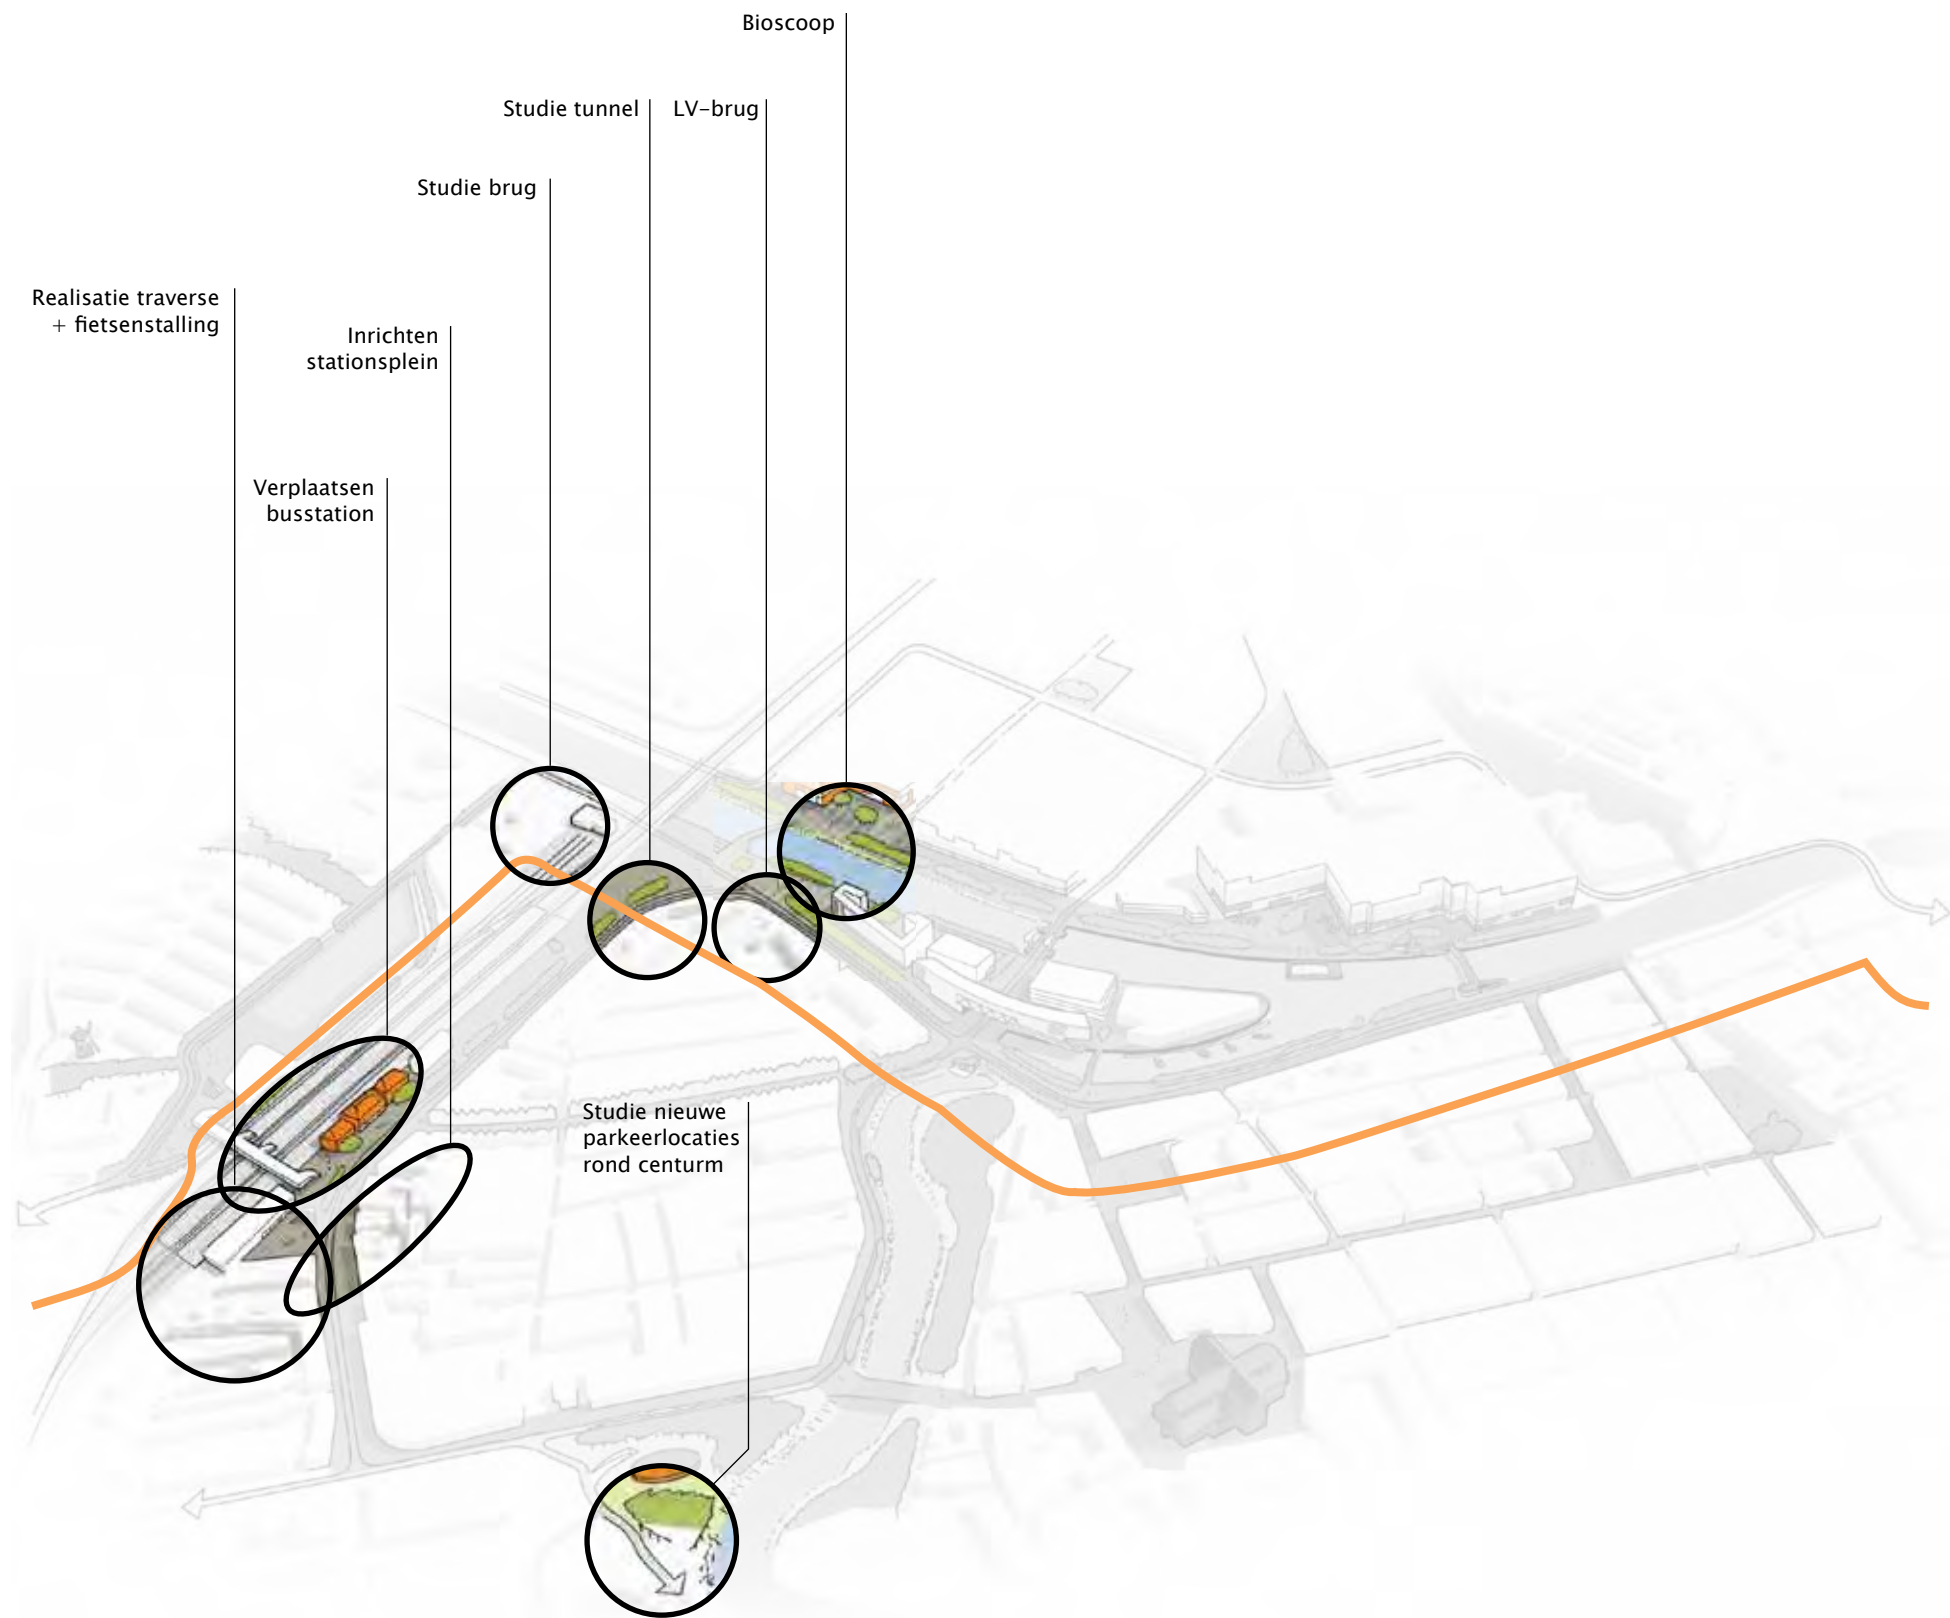 Bioscoop
Studie tunnel
LV-brug
Studie brug
Realisatie traverse
+ fietsenstalling
Inrichten
stationsplein
Verplaatsen
busstation
Studie nieuwe
parkeerlocaties
rond centurm